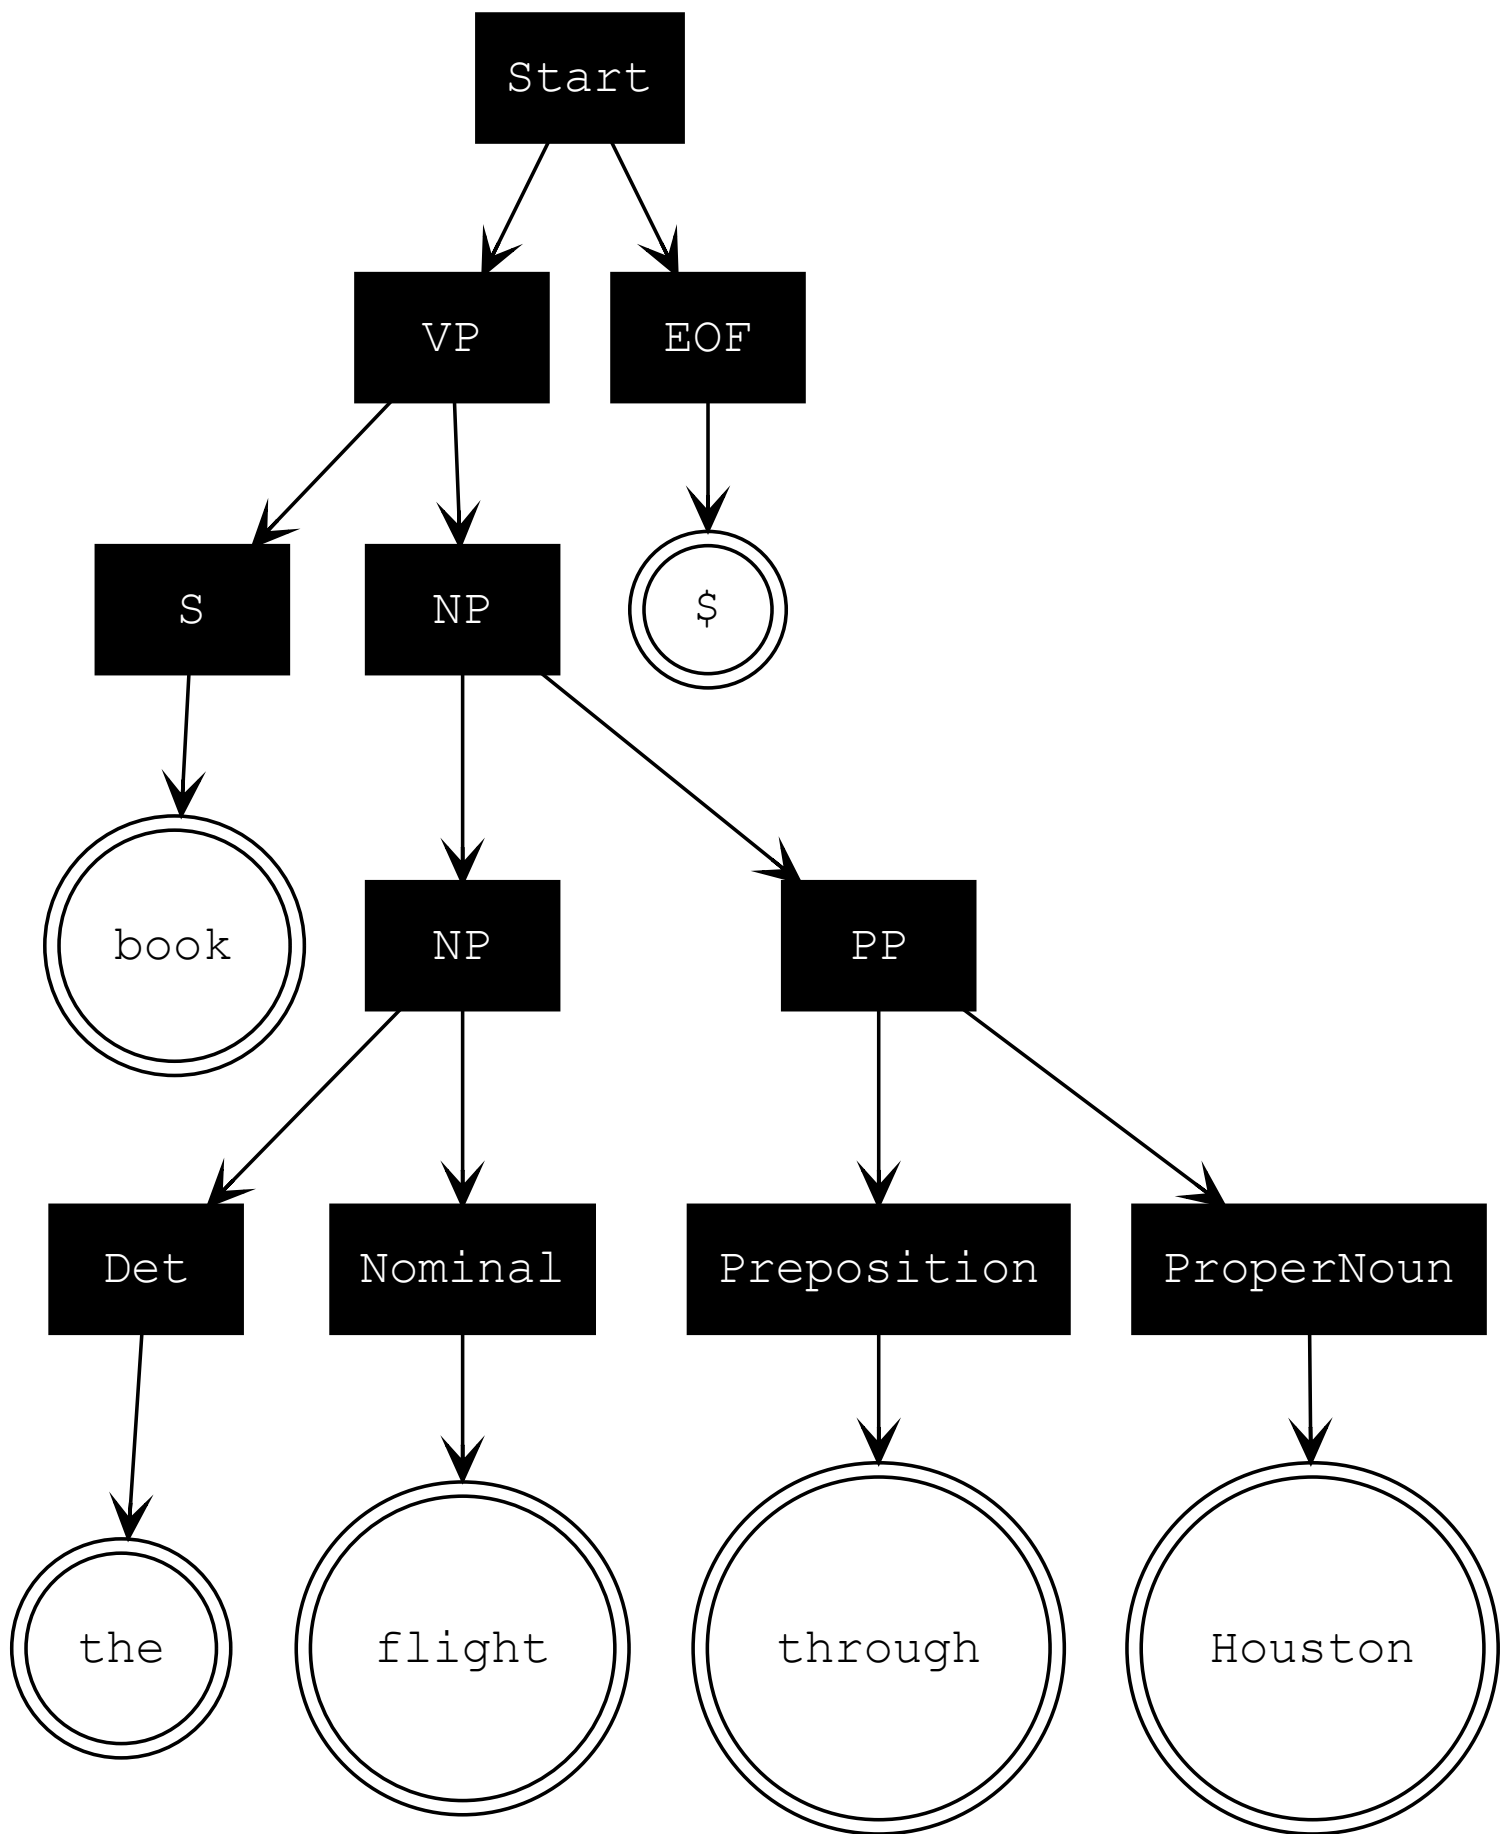 Start
VP EOF
S NP $
book NP PP
Det Nominal Preposition ProperNoun
the flight through Houston